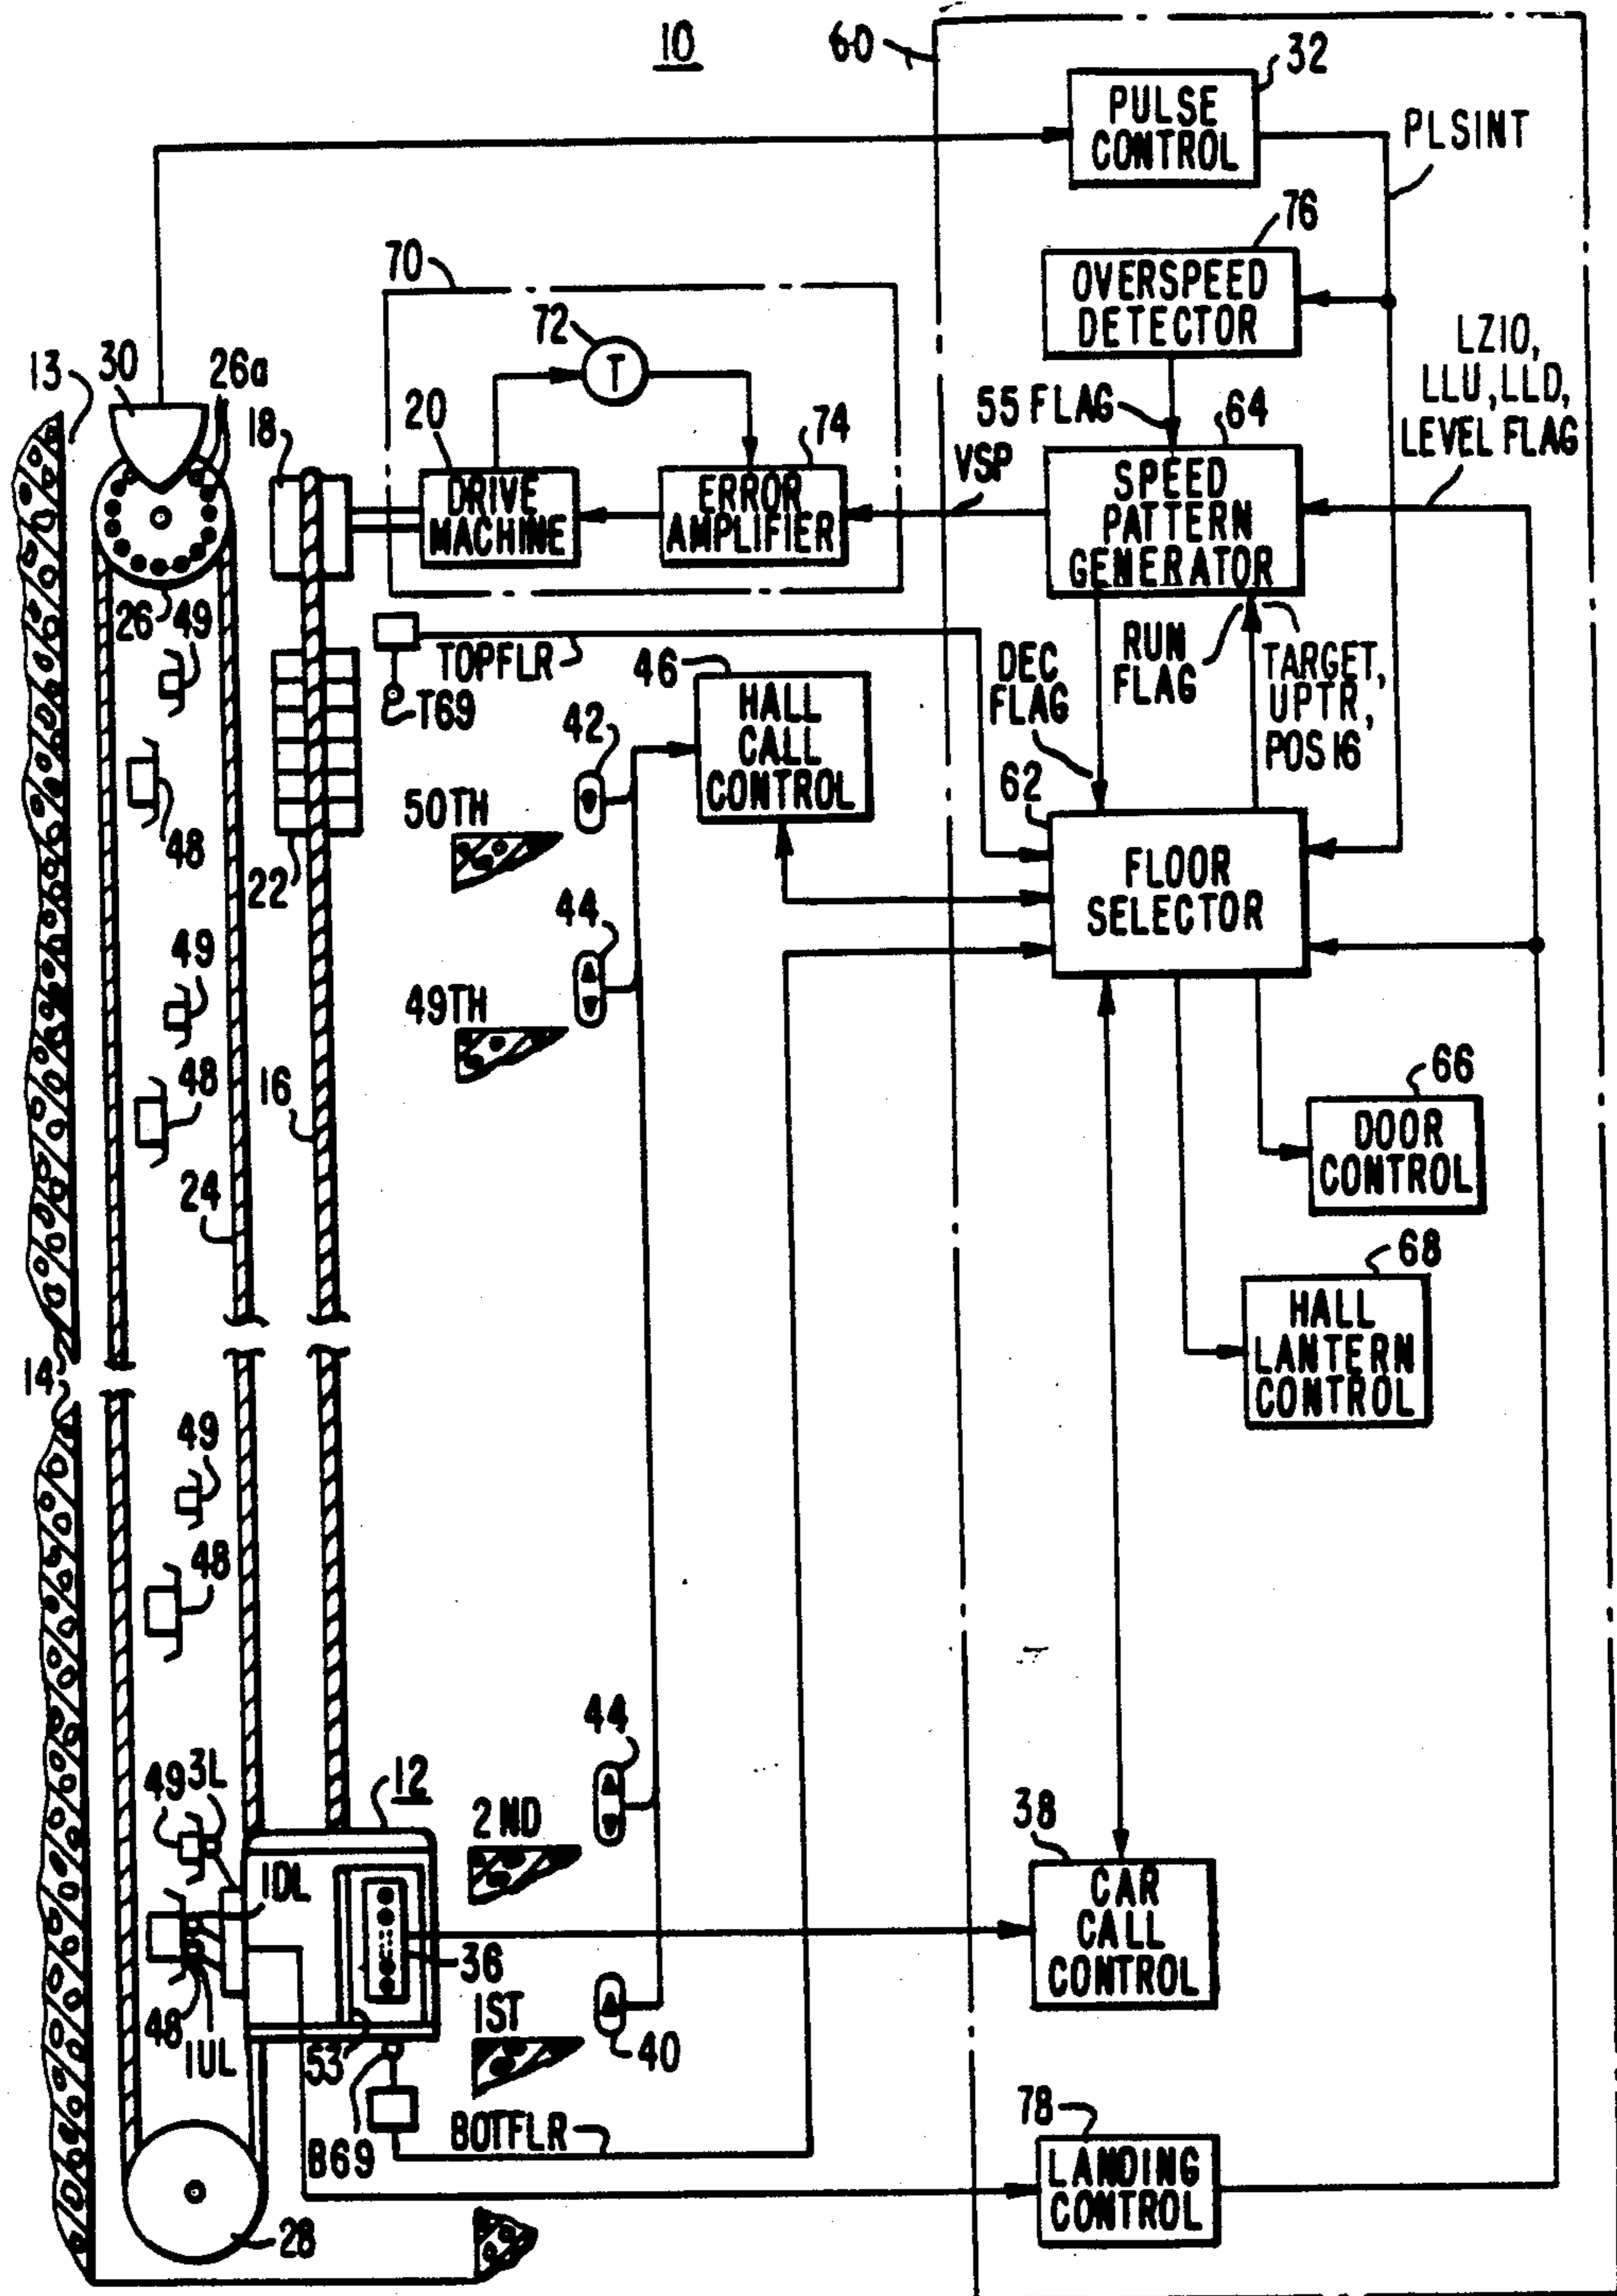 10
60
32
PULSE
CONTROL
PLSINT
76
OVERSPEED
DETECTOR
70
72
T
13
30
26a
18
20
DRIVE
MACHINE
74
ERROR
AMPLIFIER
VSP
55 FLAG
64
SPEED
PATTERN
GENERATOR
LZ10,
LLU, LLD,
LEVEL FLAG
26
49
TOPFLR
T69
46
HALL
CALL
CONTROL
DEC
FLAG
RUN
FLAG
TARGET,
UPTR,
POS16
48
22
42
50TH
62
FLOOR
SELECTOR
49
44
49TH
48
16
24
66
DOOR
CONTROL
68
HALL
LANTERN
CONTROL
14
49
48
44
49
3L
12
2ND
38
CAR
CALL
CONTROL
1DL
36
48
1UL
53
1ST
40
B69
BOTFLR
78
LANDING
CONTROL
28